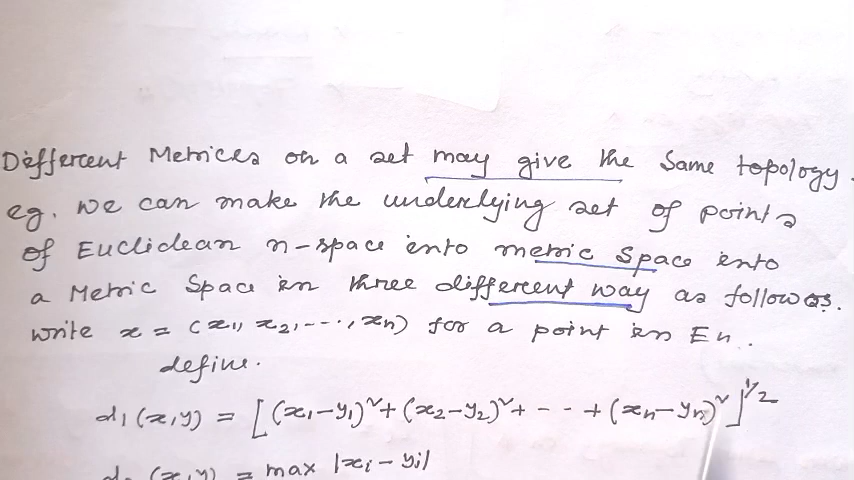 Different Metrices on a set may give the same topology.
eg. we can make the underlying set of points
of Euclidean n-space into metric space into
a Metric Space in three different way as follows.
write x = (x₁, x₂, ---, xₙ) for a point in Eₙ.
define.
d₁(x,y) = [(x₁-y₁)²+(x₂-y₂)²+ - - +(xₙ-yₙ)²]^1/2
(x,y) = max |xᵢ-yᵢ|